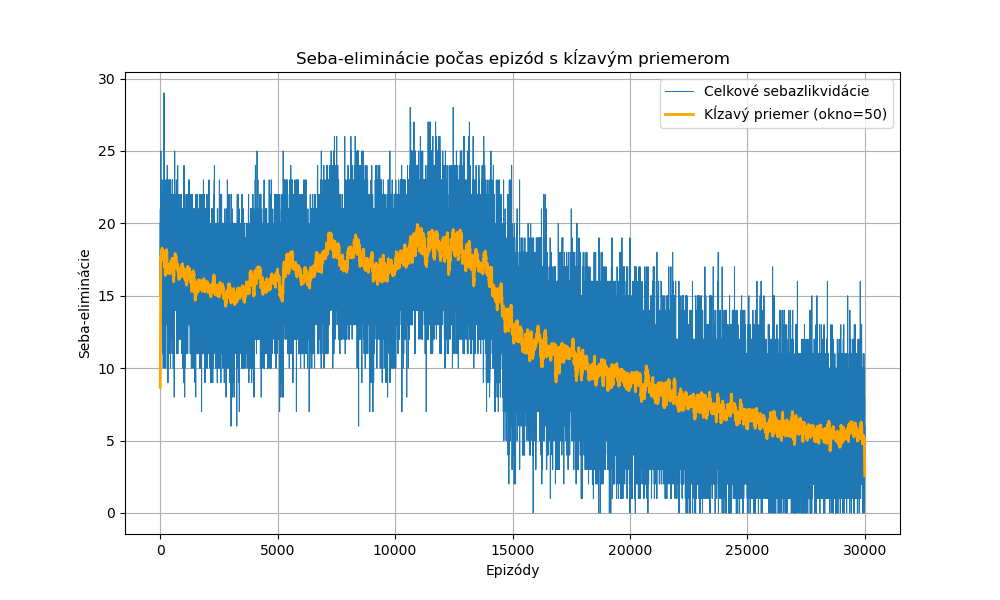 Seba-eliminácie počas epizód s kĺzavým priemerom
Celkové sebazlikvidácie
Kĺzavý priemer (okno=50)
30
25
20
15
10
5
0
Seba-eliminácie
0 5000 10000 15000 20000 25000 30000
Epizódy